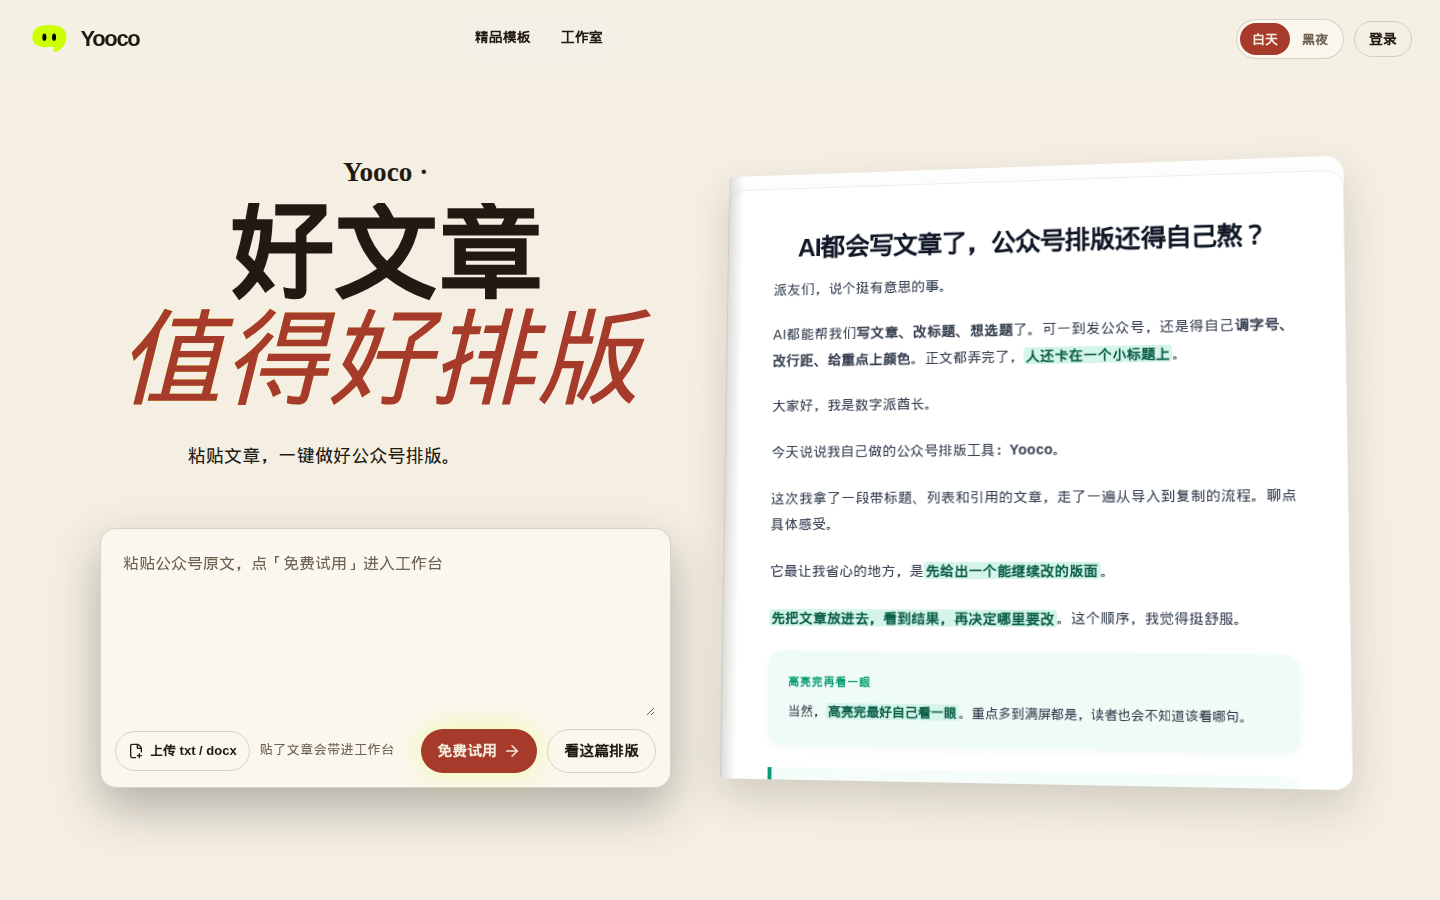 Yooco
精品模板
工作室
白天
黑夜
登录
Yooco ·
好文章
值得好排版
粘贴文章，一键做好公众号排版。
粘贴公众号原文，点「免费试用」进入工作台
上传 txt / docx
贴了文章会带进工作台
免费试用
看这篇排版
AI都会写文章了，公众号排版还得自己熬？
派友们，说个挺有意思的事。
AI都能帮我们写文章、改标题、想选题了。可一到发公众号，还是得自己调字号、
改行距、给重点上颜色。正文都弄完了，人还卡在一个小标题上。
大家好，我是数字派酋长。
今天说说我自己做的公众号排版工具：Yooco。
这次我拿了一段带标题、列表和引用的文章，走了一遍从导入到复制的流程。聊点
具体感受。
它最让我省心的地方，是先给出一个能继续改的版面。
先把文章放进去，看到结果，再决定哪里要改。这个顺序，我觉得挺舒服。
高亮完再看一眼
当然，高亮完最好自己看一眼。重点多到满屏都是，读者也会不知道该看哪句。